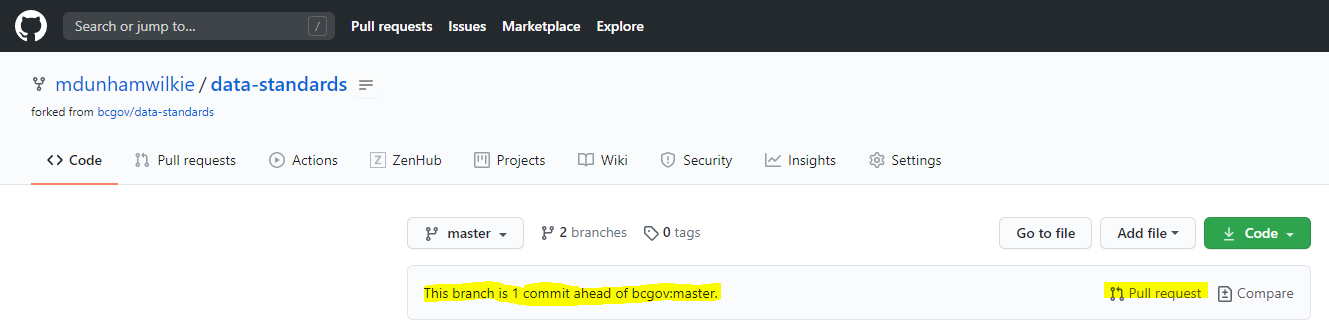 Search or jump to... / Pull requests Issues Marketplace Explore
mdunhamwilkie / data-standards
forked from bcgov/data-standards
<> Code Pull requests Actions Z ZenHub Projects Wiki Security Insights Settings
master 2 branches 0 tags Go to file Add file Code
This branch is 1 commit ahead of bcgov:master. Pull request Compare